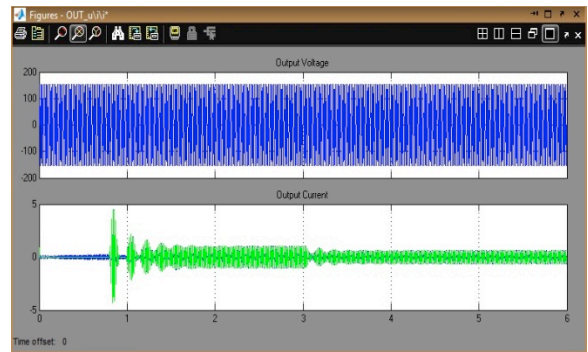 Figures - OUT_u\i\i*
Output Voltage
200
100
0
-100
-200
Output Current
5
0
-5
0 1 2 3 4 5 6
Time offset: 0